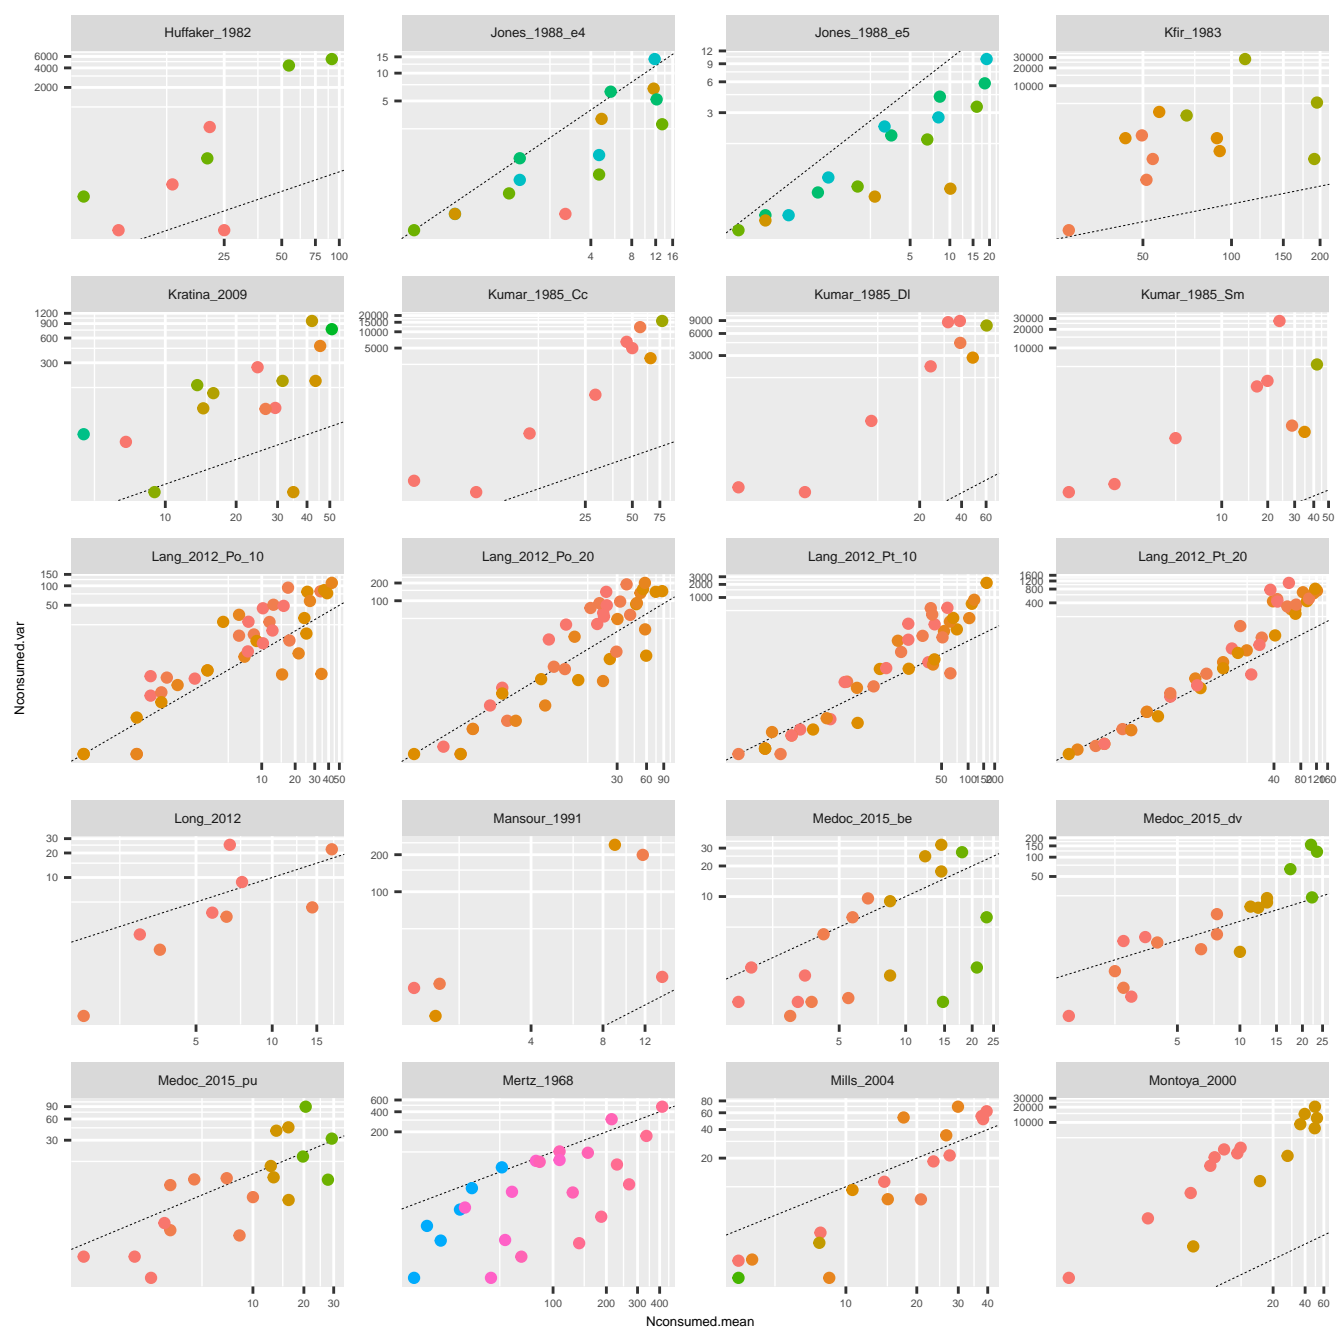 Huffaker_1982 Jones_1988_e4 Jones_1988_e5 Kfir_1983
6000 4000 2000
15 10 5
12 9 6 3
30000 20000 10000
25 50 75 100
4 8 12 16
5 10 15 20
50 100 150 200
Kratina_2009 Kumar_1985_Cc Kumar_1985_Dl Kumar_1985_Sm
1200 900 600 300
20000 15000 10000 5000
9000 6000 3000
30000 20000 10000
10 20 30 40 50
25 50 75
20 40 60
10 20 30 40 50
Lang_2012_Po_10 Lang_2012_Po_20 Lang_2012_Pt_10 Lang_2012_Pt_20
150 100 50
200 100
3000 2000 1000
1600 1200 800 400
10 20 30 40 50
30 60 90
50 100 150 200
40 80 120 160
Nconsumed.var
Long_2012 Mansour_1991 Medoc_2015_be Medoc_2015_dv
30 20 10
200 100
30 20 10
200 150 100 50
5 10 15
4 8 12
5 10 15 20 25
5 10 15 20 25
Medoc_2015_pu Mertz_1968 Mills_2004 Montoya_2000
90 60 30
600 400 200
80 60 40 20
30000 20000 10000
10 20 30
100 200 300 400
10 20 30 40
20 40 60
Nconsumed.mean